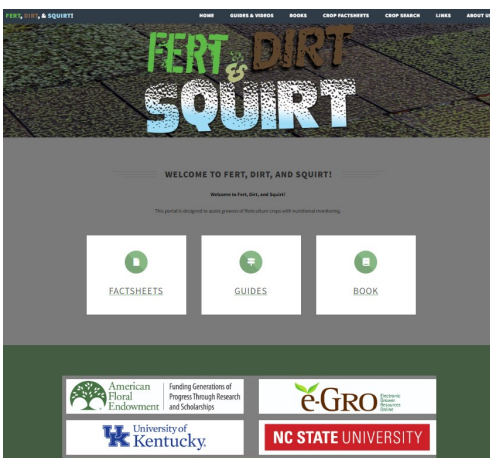 FERT, DIRT, & SQUIRT!
HOME GUIDES & VIDEOS BOOKS CROP FACTSHEETS CROP SEARCH LINKS ABOUT US
FERT & DIRT
SQUIRT
WELCOME TO FERT, DIRT, AND SQUIRT!
Welcome to Fert, Dirt, and Squirt!
This portal is designed to assist growers of floriculture crops with nutritional monitoring.
FACTSHEETS GUIDES BOOK
American
Floral
Endowment
Funding Generations of
Progress Through Research
and Scholarships
e-GRO
Electronic
Grower
Resources
Online
University of
Kentucky.
NC STATE UNIVERSITY